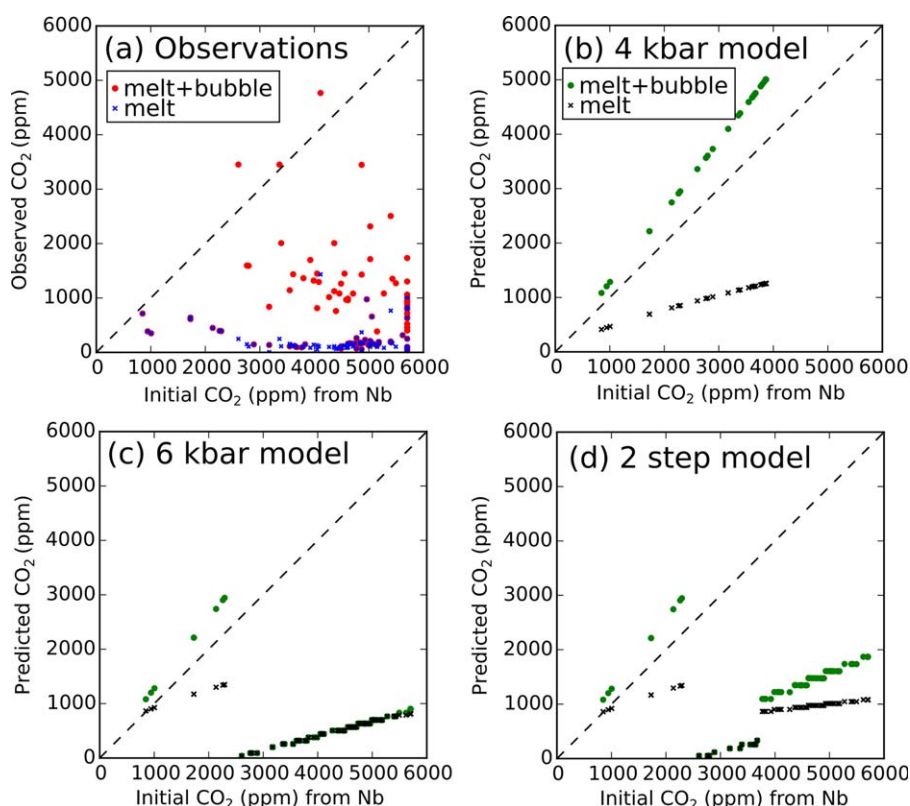 (a) Observations
melt+bubble
melt
6000
5000
4000
3000
2000
1000
0
Observed CO₂ (ppm)
0 1000 2000 3000 4000 5000 6000
Initial CO₂ (ppm) from Nb
(b) 4 kbar model
melt+bubble
melt
6000
5000
4000
3000
2000
1000
0
Predicted CO₂ (ppm)
0 1000 2000 3000 4000 5000 6000
Initial CO₂ (ppm) from Nb
(c) 6 kbar model
6000
5000
4000
3000
2000
1000
0
Predicted CO₂ (ppm)
0 1000 2000 3000 4000 5000 6000
Initial CO₂ (ppm) from Nb
(d) 2 step model
6000
5000
4000
3000
2000
1000
0
Predicted CO₂ (ppm)
0 1000 2000 3000 4000 5000 6000
Initial CO₂ (ppm) from Nb